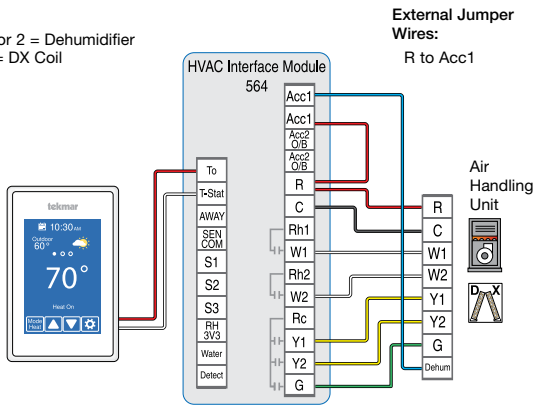 or 2 = Dehumidifier
= DX Coil
External Jumper
Wires:
R to Acc1
HVAC Interface Module
564
Acc1
Acc1
Acc2
O/B
Acc2
O/B
R
C
Rh1
W1
Rh2
W2
Rc
Y1
Y2
G
To
T-Stat
AWAY
SEN
COM
S1
S2
S3
RH
3V3
Water
Detect
tekmar
10:30 AM
Outdoor
60°
70°
Heat On
Mode
Heat
Air
Handling
Unit
R
C
W1
W2
Y1
Y2
G
Dehum
D X